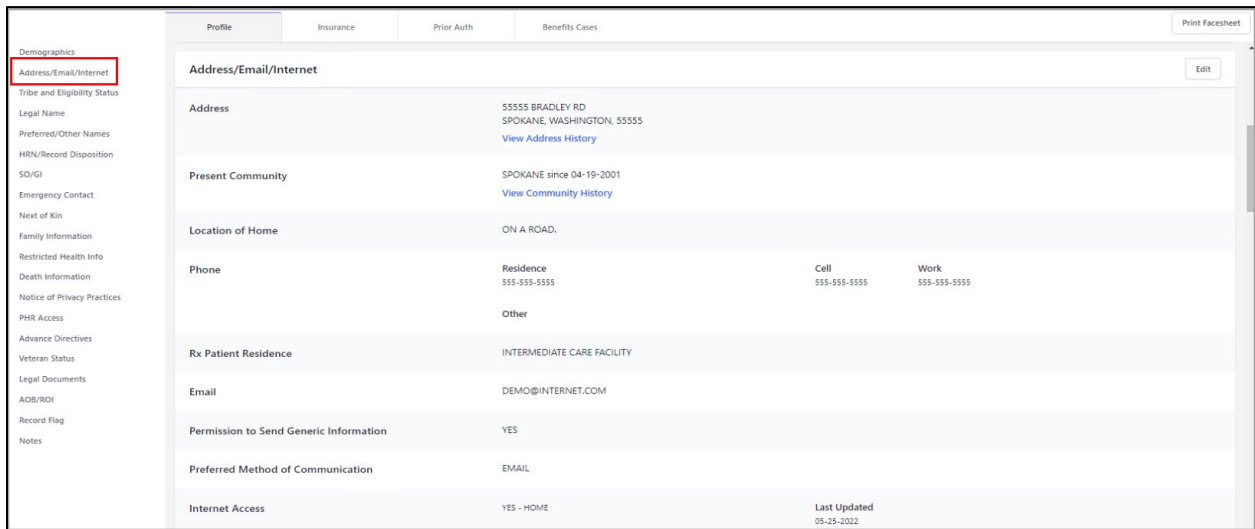 Profile
Insurance
Prior Auth
Benefits Cases
Print Facesheet
Demographics
Address/Email/Internet
Tribe and Eligibility Status
Legal Name
Preferred/Other Names
HRN/Record Disposition
SO/GI
Emergency Contact
Next of Kin
Family Information
Restricted Health Info
Death Information
Notice of Privacy Practices
PHR Access
Advance Directives
Veteran Status
Legal Documents
AOB/ROI
Record Flag
Notes
Address/Email/Internet
Edit
Address
55555 BRADLEY RD
SPOKANE, WASHINGTON, 55555
View Address History
Present Community
SPOKANE since 04-19-2001
View Community History
Location of Home
ON A ROAD.
Phone
Residence
555-555-5555
Cell
555-555-5555
Work
555-555-5555
Other
Rx Patient Residence
INTERMEDIATE CARE FACILITY
Email
DEMO@INTERNET.COM
Permission to Send Generic Information
YES
Preferred Method of Communication
EMAIL
Internet Access
YES - HOME
Last Updated
05-25-2022